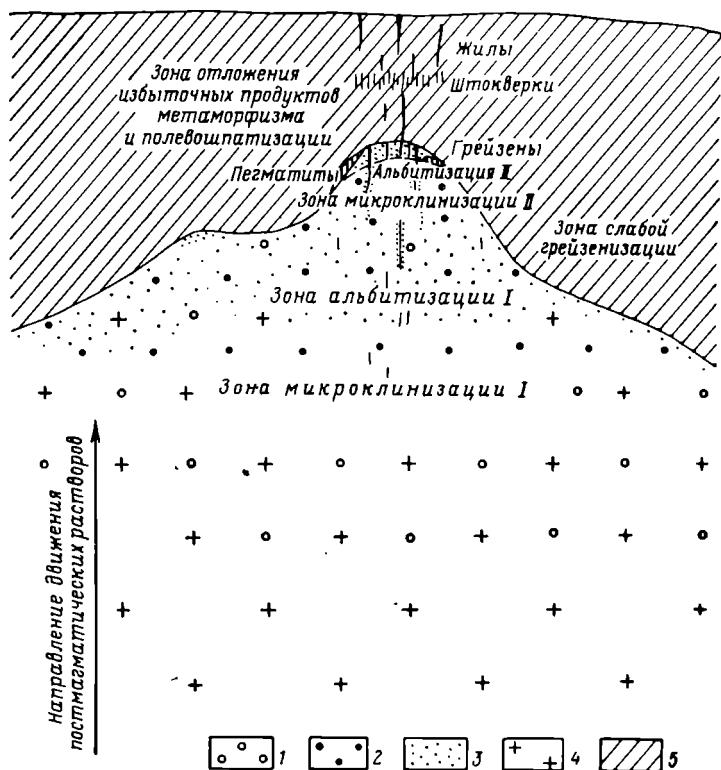 Жилы
Штокверки
Зона отложения
избыточных продуктов
метаморфизма
и полевошпатизации
Грейзены
Пегматиты
Альбитизация II
Зона микроклинизации II
Зона слабой
грейзенизации
Зона альбитизации I
Зона микроклинизации I
Направление движения
постмагматических растворов
1
2
3
4
5